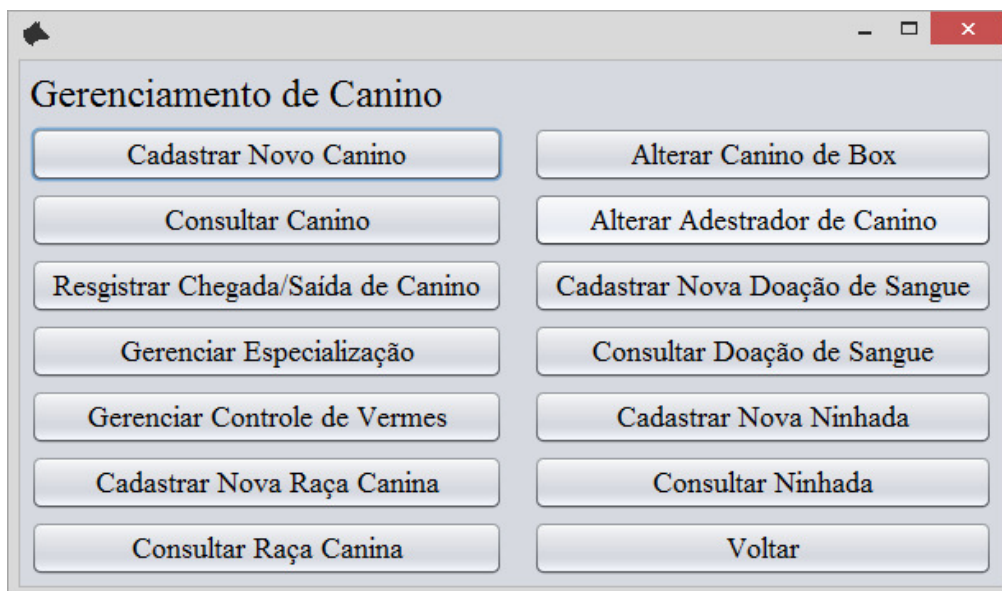 Gerenciamento de Canino
Cadastrar Novo Canino
Alterar Canino de Box
Consultar Canino
Alterar Adestrador de Canino
Resgistrar Chegada/Saída de Canino
Cadastrar Nova Doação de Sangue
Gerenciar Especialização
Consultar Doação de Sangue
Gerenciar Controle de Vermes
Cadastrar Nova Ninhada
Cadastrar Nova Raça Canina
Consultar Ninhada
Consultar Raça Canina
Voltar